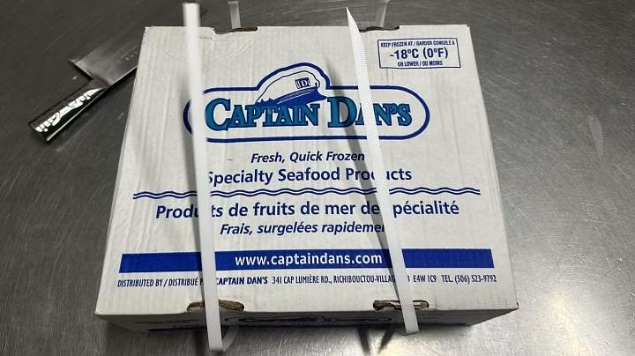 KEEP FROZEN AT / GARDER CONGELÉ À
-18°C (0°F)
OR LOWER / OU MOINS
CAPTAIN DAN'S
Fresh, Quick Frozen
Specialty Seafood Products
Produits de fruits de mer de spécialité
Frais, surgelées rapidement
www.captaindans.com
DISTRIBUTED BY / DISTRIBUÉ CAPTAIN DAN'S 341 CAP LUMIÈRE RD., RICHIBOUCTOU-VILLAGE E4W 1C9 TEL. (506) 523-9792
CAPTAIN DAN'S